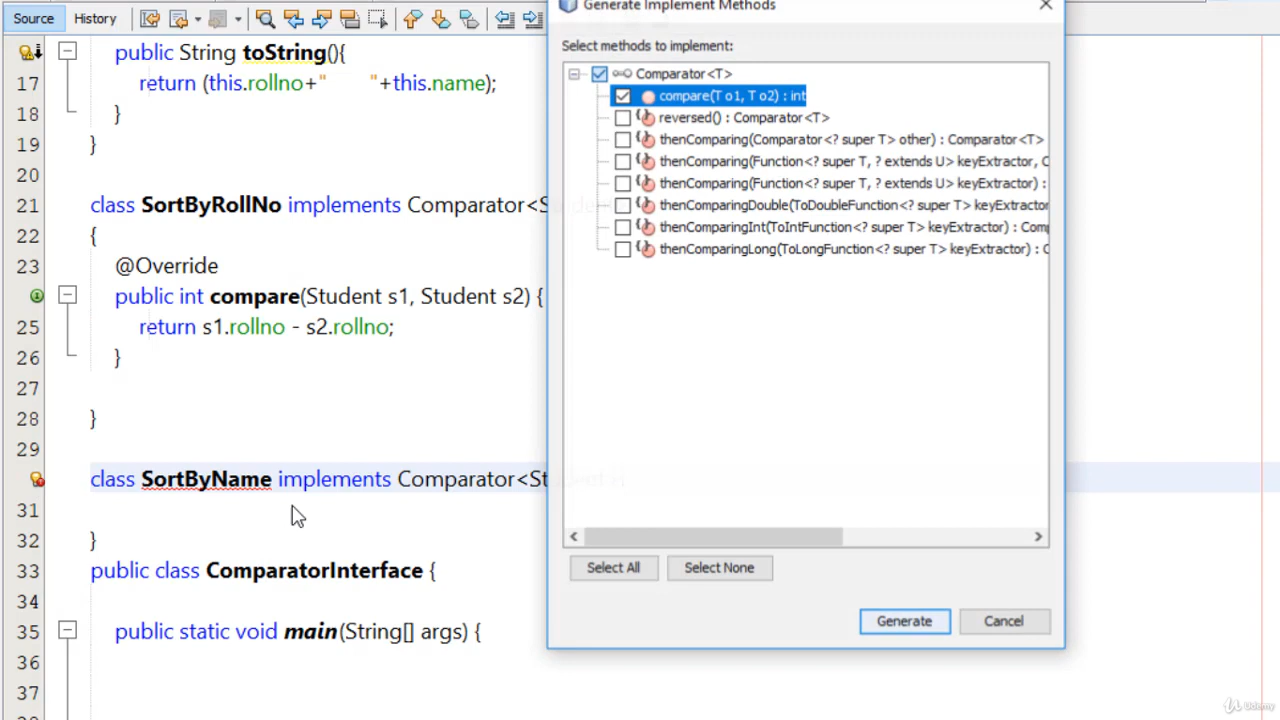 Source History
Generate Implement Methods
Select methods to implement:
Comparator<T>
compare(T o1, T o2) : int
reversed() : Comparator<T>
thenComparing(Comparator<? super T> other) : Comparator<T>
thenComparing(Function<? super T, ? extends U> keyExtractor, C
thenComparing(Function<? super T, ? extends U> keyExtractor) :
thenComparingDouble(ToDoubleFunction<? super T> keyExtractor
thenComparingInt(ToIntFunction<? super T> keyExtractor) : Comp
thenComparingLong(ToLongFunction<? super T> keyExtractor) : C
Select All Select None
Generate Cancel
public String toString(){
17 return (this.rollno+" "+this.name);
18 }
19 }
20
21 class SortByRollNo implements Comparator<S
22 {
23 @Override
public int compare(Student s1, Student s2) {
25 return s1.rollno - s2.rollno;
26 }
27
28 }
29
class SortByName implements Comparator<St
31
32 }
33 public class ComparatorInterface {
34
35 public static void main(String[] args) {
36
37
Udemy